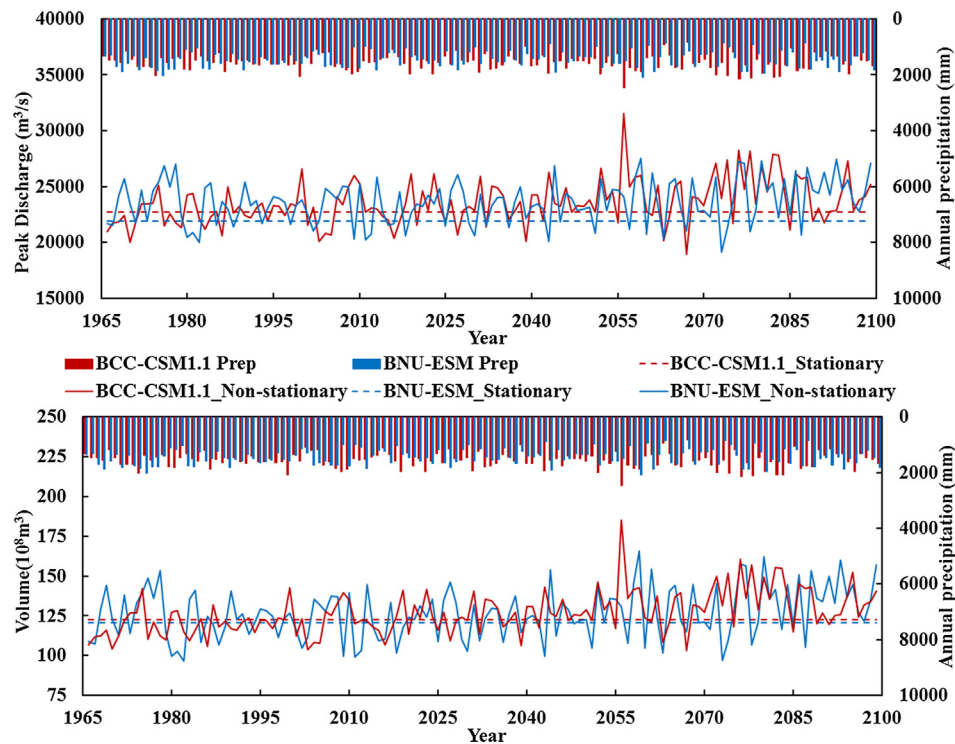 40000 0
35000 2000
30000 4000
25000 6000
20000 8000
15000 10000
Peak Discharge (m³/s)
Annual precipitation (mm)
1965 1980 1995 2010 2025 2040 2055 2070 2085 2100
Year
BCC-CSM1.1 Prep BNU-ESM Prep BCC-CSM1.1_Stationary
BCC-CSM1.1_Non-stationary BNU-ESM_Stationary BNU-ESM_Non-stationary
250 0
225
200 2000
175 4000
150
125 6000
100 8000
75 10000
Volume(10⁸m³)
Annual precipitation (mm)
1965 1980 1995 2010 2025 2040 2055 2070 2085 2100
Year